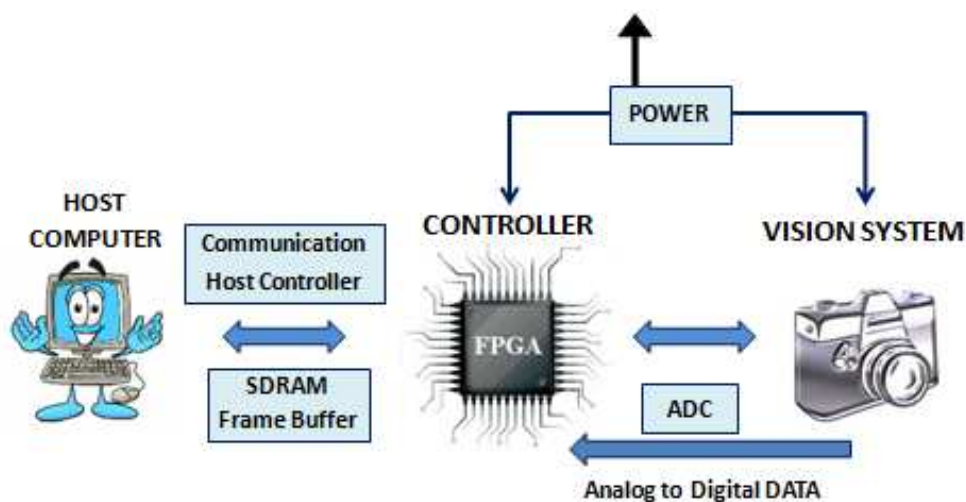 POWER
HOST
COMPUTER
Communication
Host Controller
CONTROLLER
VISION SYSTEM
FPGA
SDRAM
Frame Buffer
ADC
Analog to Digital DATA